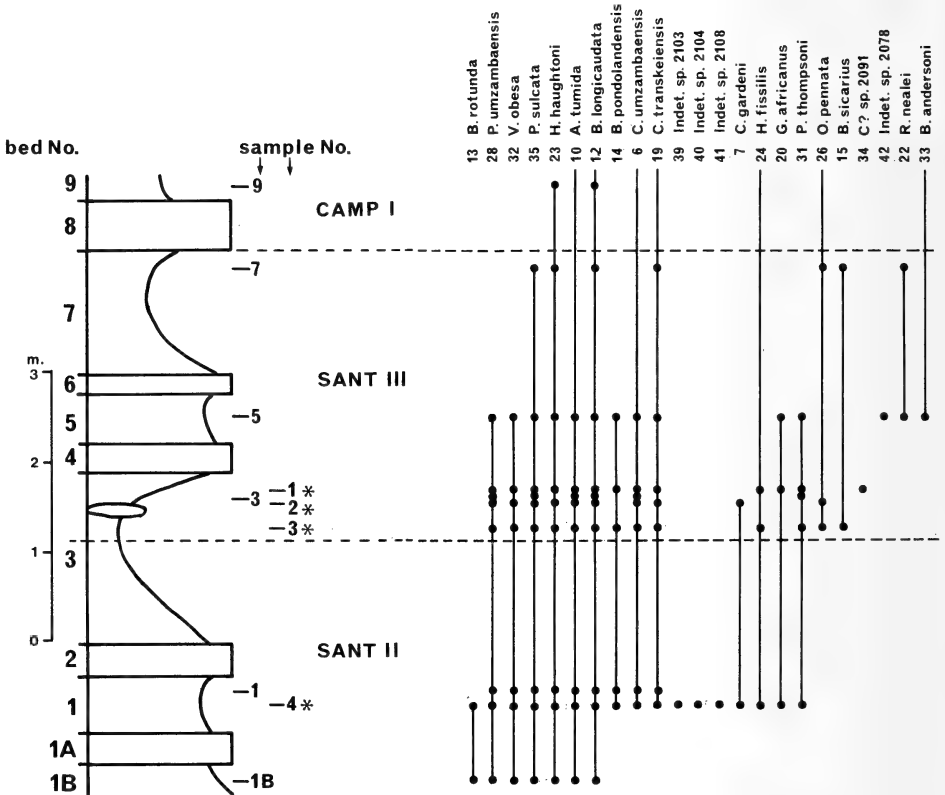 13 B. rotunda
28 P. umzambaensis
32 V. obesa
35 P. sulcata
23 H. haughtoni
10 A. tumida
12 B. longicaudata
14 B. pondolandensis
6 C. umzambaensis
19 C. transkeiensis
39 Indet. sp. 2103
40 Indet. sp. 2104
41 Indet. sp. 2108
7 C. gardeni
24 H. fissilis
20 G. africanus
31 P. thompsoni
26 O. pennata
15 B. sicarius
34 C? sp. 2091
42 Indet. sp. 2078
22 R. nealei
33 B. andersoni
bed No. sample No.
9 –9
8 CAMP I
–7
7
m.
3
6 SANT III
5 –5
4
2
–3 –1*
–2*
–3*
1
3
0
2 SANT II
–1
1 –4*
1A
1B –1B